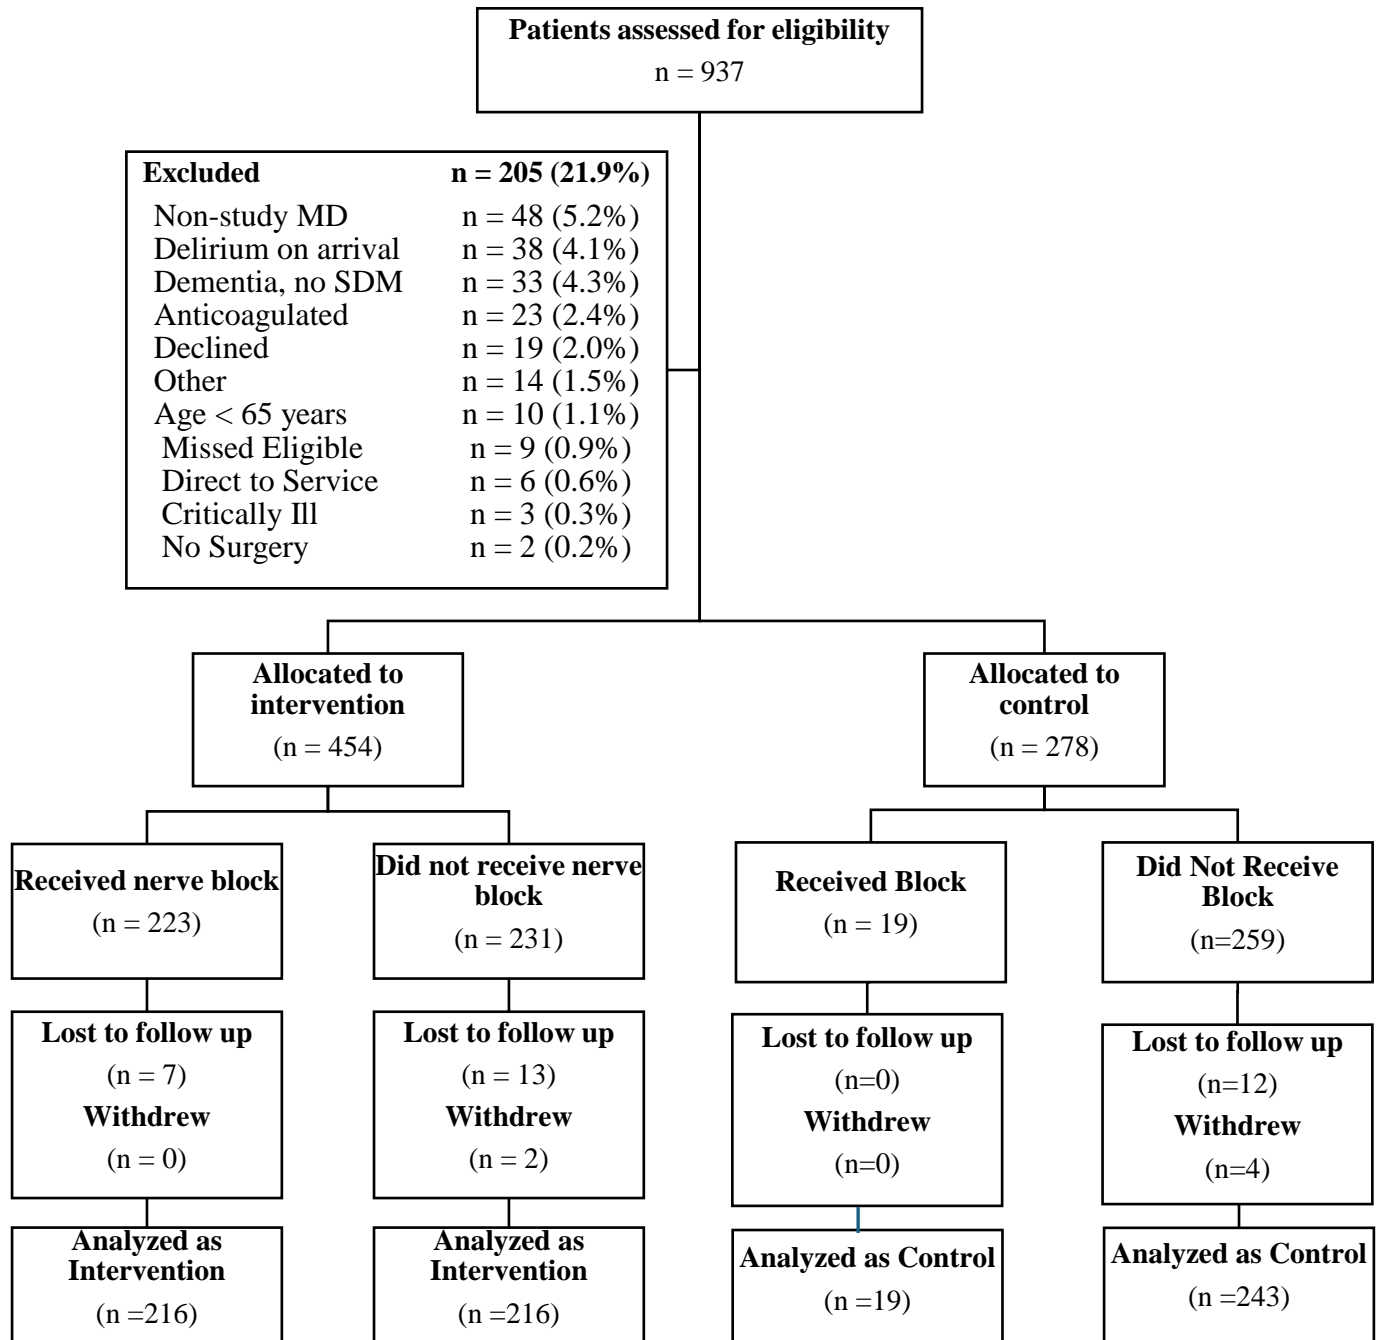 Patients assessed for eligibility
n = 937
Excluded n = 205 (21.9%)
Non-study MD n = 48 (5.2%)
Delirium on arrival n = 38 (4.1%)
Dementia, no SDM n = 33 (4.3%)
Anticoagulated n = 23 (2.4%)
Declined n = 19 (2.0%)
Other n = 14 (1.5%)
Age < 65 years n = 10 (1.1%)
Missed Eligible n = 9 (0.9%)
Direct to Service n = 6 (0.6%)
Critically Ill n = 3 (0.3%)
No Surgery n = 2 (0.2%)
Allocated to
intervention
(n = 454)
Allocated to
control
(n = 278)
Received nerve block
(n = 223)
Did not receive nerve
block
(n = 231)
Received Block
(n = 19)
Did Not Receive
Block
(n=259)
Lost to follow up
(n = 7)
Withdrew
(n = 0)
Lost to follow up
(n = 13)
Withdrew
(n = 2)
Lost to follow up
(n=0)
Withdrew
(n=0)
Lost to follow up
(n=12)
Withdrew
(n=4)
Analyzed as
Intervention
(n =216)
Analyzed as
Intervention
(n =216)
Analyzed as Control
(n =19)
Analyzed as Control
(n =243)